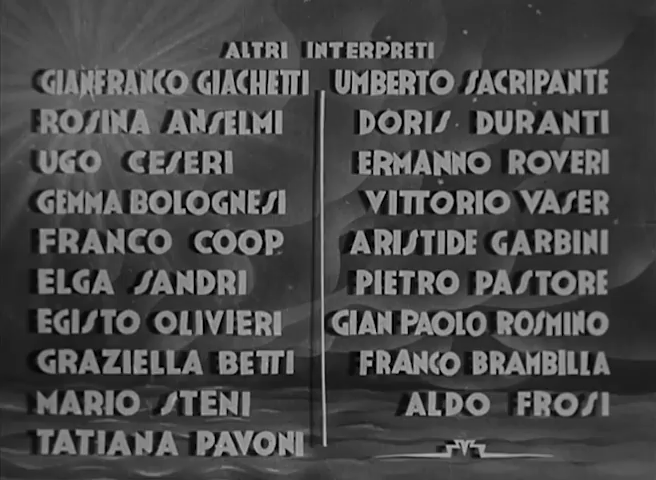 ALTRI INTERPRETI
GIANFRANCO GIACHETTI
ROSINA ANSELMI
UGO CESERI
GEMMA BOLOGNESI
FRANCO COOP
ELGA SANDRI
EGISTO OLIVIERI
GRAZIELLA BETTI
MARIO STENI
TATIANA PAVONI
UMBERTO SACRIPANTE
DORIS DURANTI
ERMANNO ROVERI
VITTORIO VASER
ARISTIDE GARBINI
PIETRO PASTORE
GIAN PAOLO ROSMINO
FRANCO BRAMBILLA
ALDO FROSI